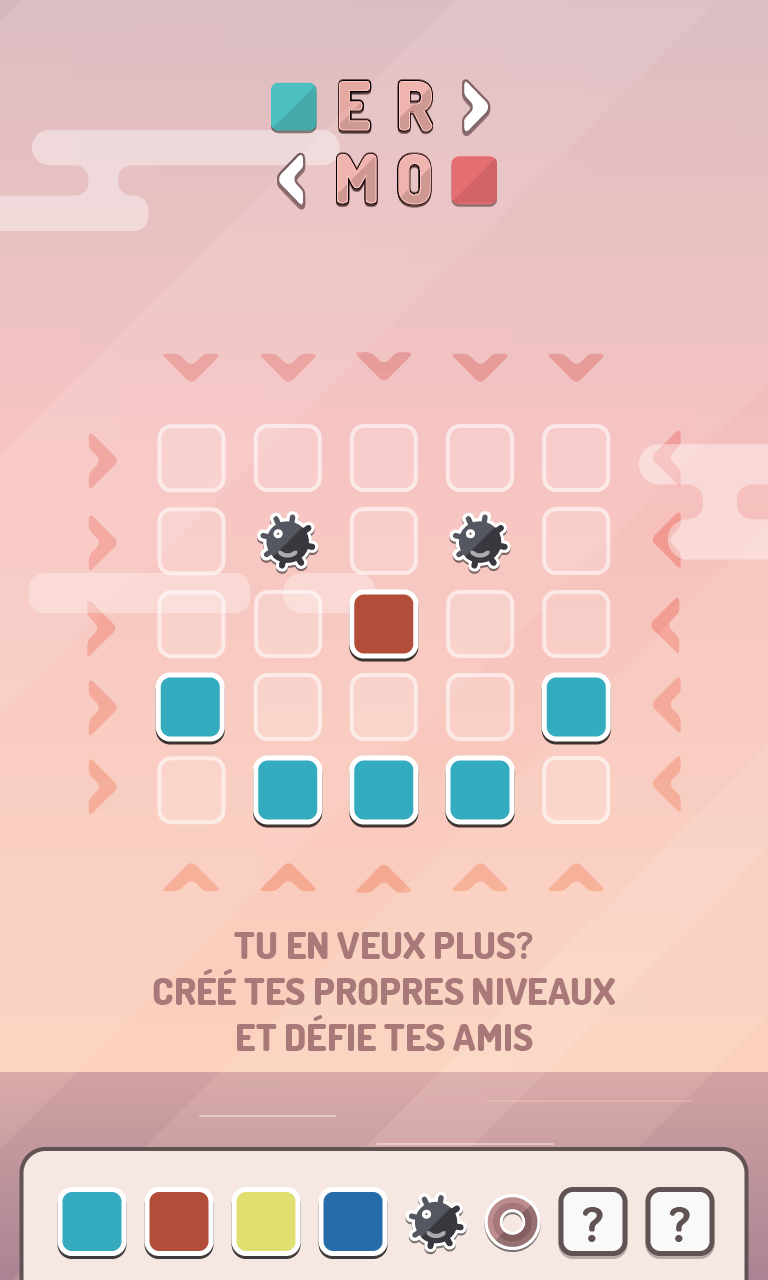 ER
MO
TU EN VEUX PLUS?
CRÉÉ TES PROPRES NIVEAUX
ET DÉFIE TES AMIS
? ?